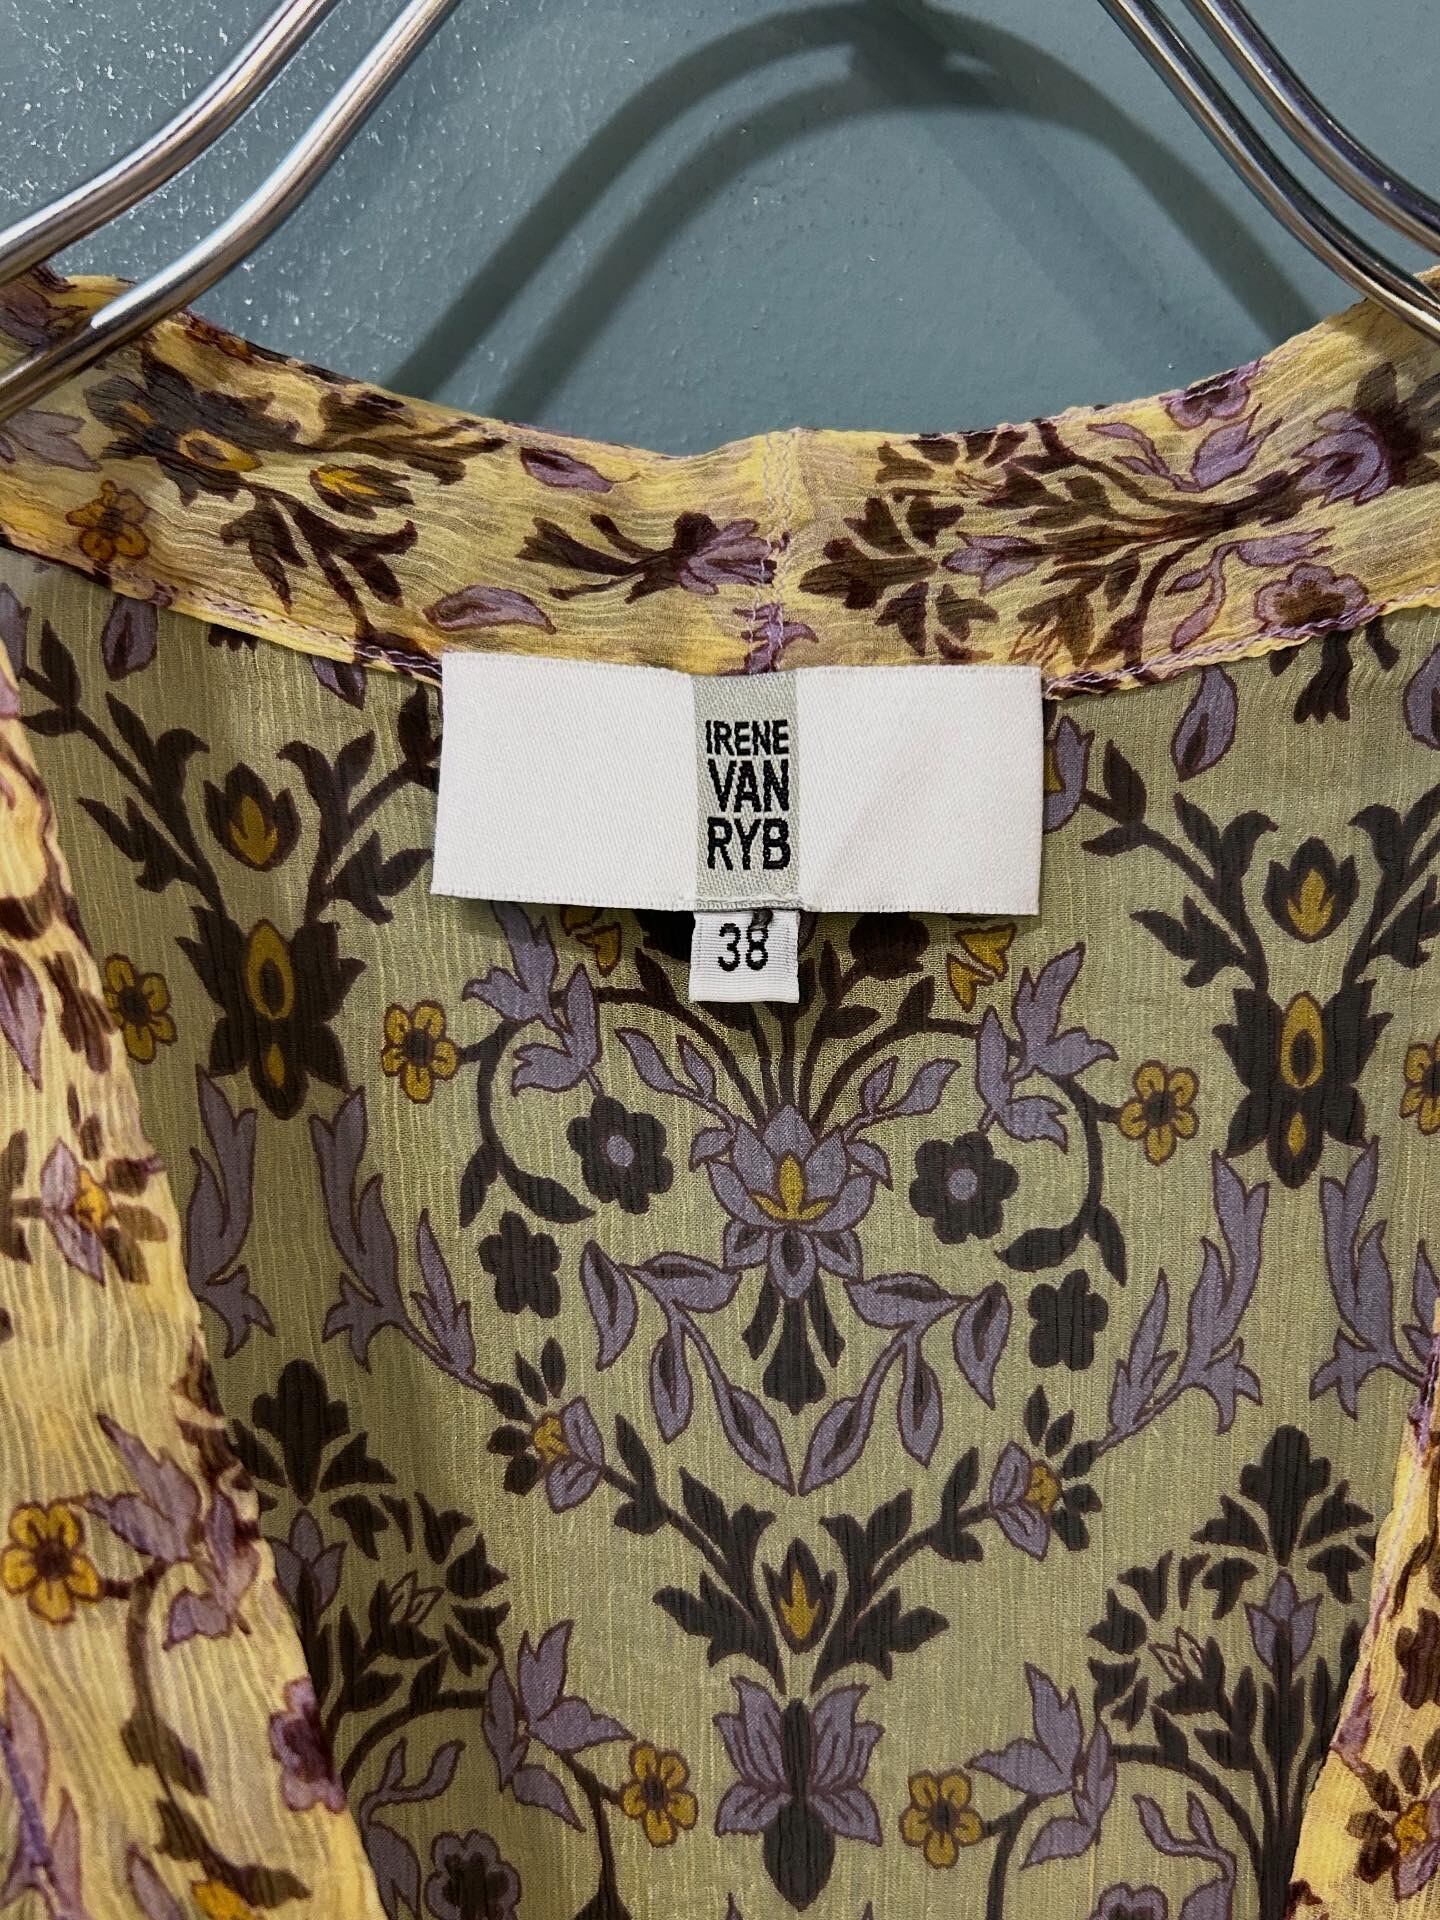 IRENE
VAN
RYB
38